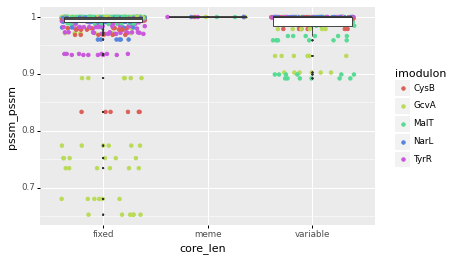 1
0.9
0.8
0.7
pssm_pssm
fixed
meme
variable
core_len
imodulon
CysB
GcvA
MalT
NarL
TyrR